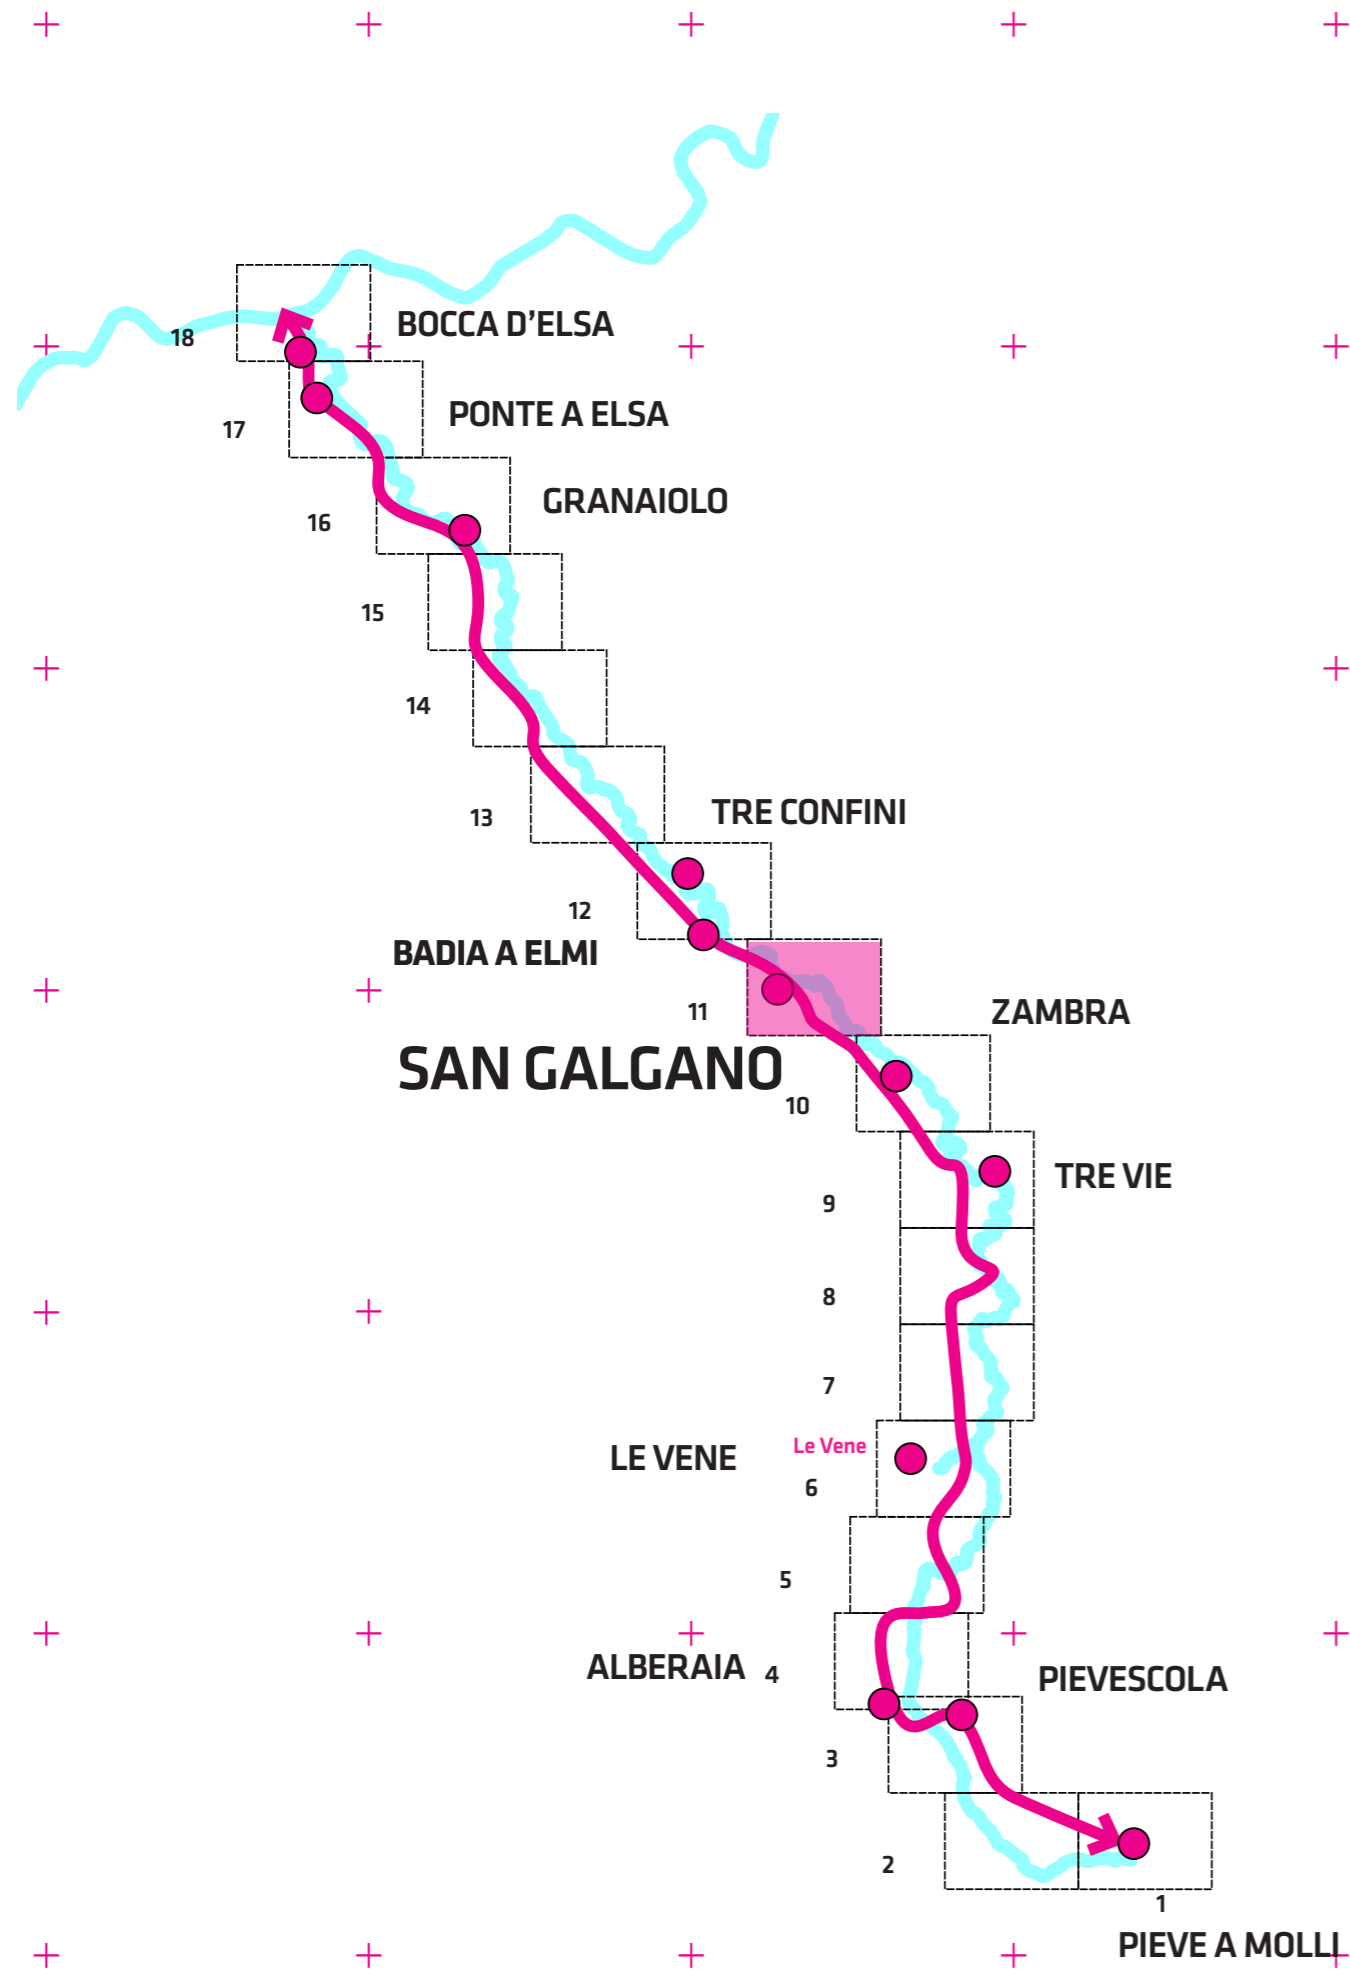 18
BOCCA D’ELSA
17
PONTE A ELSA
16
GRANAIOLO
15
14
13
TRE CONFINI
12
BADIA A ELMI
11
ZAMBRA
SAN GALGANO
10
9
TRE VIE
8
7
LE VENE
Le Vene
6
5
ALBERAIA
4
PIEVESCOLA
3
2
1
PIEVE A MOLLI